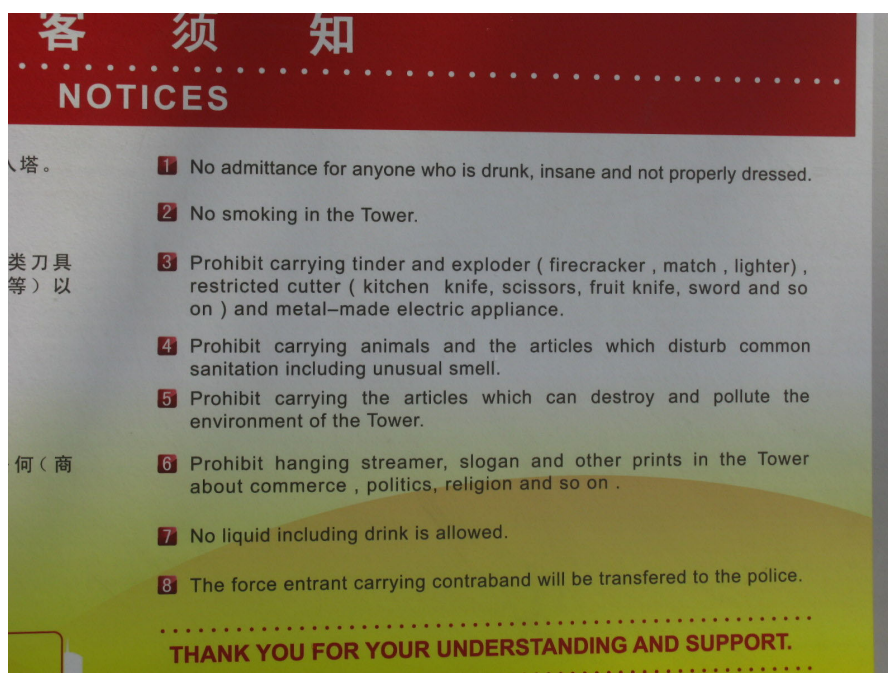 客须知
NOTICES
入塔。
1 No admittance for anyone who is drunk, insane and not properly dressed.
2 No smoking in the Tower.
类刀具
3 Prohibit carrying tinder and exploder ( firecracker , match , lighter) ,
等）以
restricted cutter ( kitchen knife, scissors, fruit knife, sword and so
on ) and metal–made electric appliance.
4 Prohibit carrying animals and the articles which disturb common
sanitation including unusual smell.
5 Prohibit carrying the articles which can destroy and pollute the
environment of the Tower.
何（商
6 Prohibit hanging streamer, slogan and other prints in the Tower
about commerce , politics, religion and so on .
7 No liquid including drink is allowed.
8 The force entrant carrying contraband will be transfered to the police.
THANK YOU FOR YOUR UNDERSTANDING AND SUPPORT.